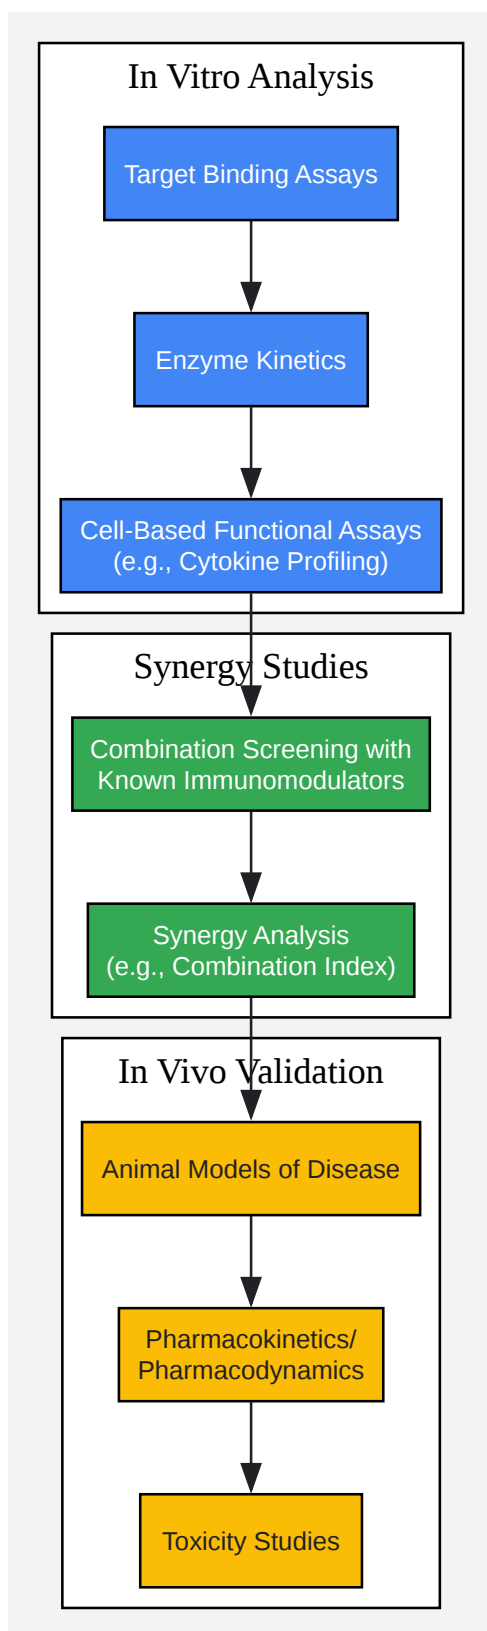 In Vitro Analysis
Target Binding Assays
Enzyme Kinetics
Cell-Based Functional Assays
(e.g., Cytokine Profiling)
Synergy Studies
Combination Screening with
Known Immunomodulators
Synergy Analysis
(e.g., Combination Index)
In Vivo Validation
Animal Models of Disease
Pharmacokinetics/
Pharmacodynamics
Toxicity Studies